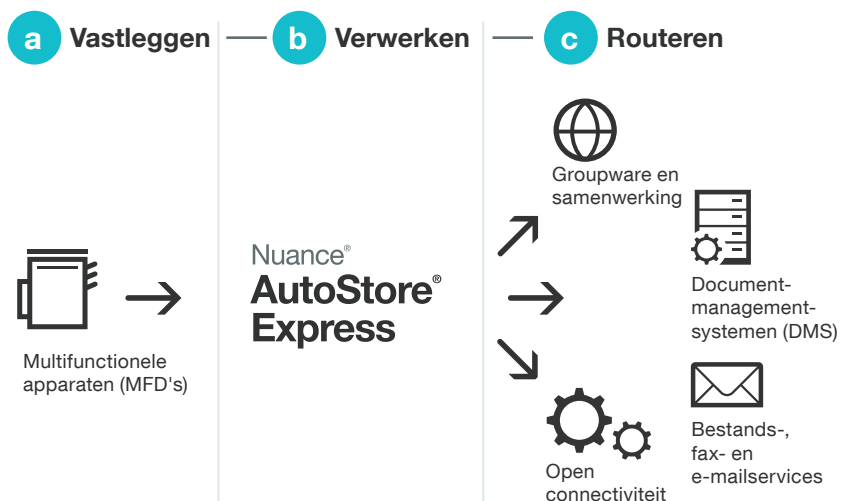 a Vastleggen
b Verwerken
c Routeren
Multifunctionele
apparaten (MFD's)
Nuance®
AutoStore®
Express
Groupware en
samenwerking
Document-
management-
systemen (DMS)
Bestands-,
fax- en
e-mailservices
Open
connectiviteit